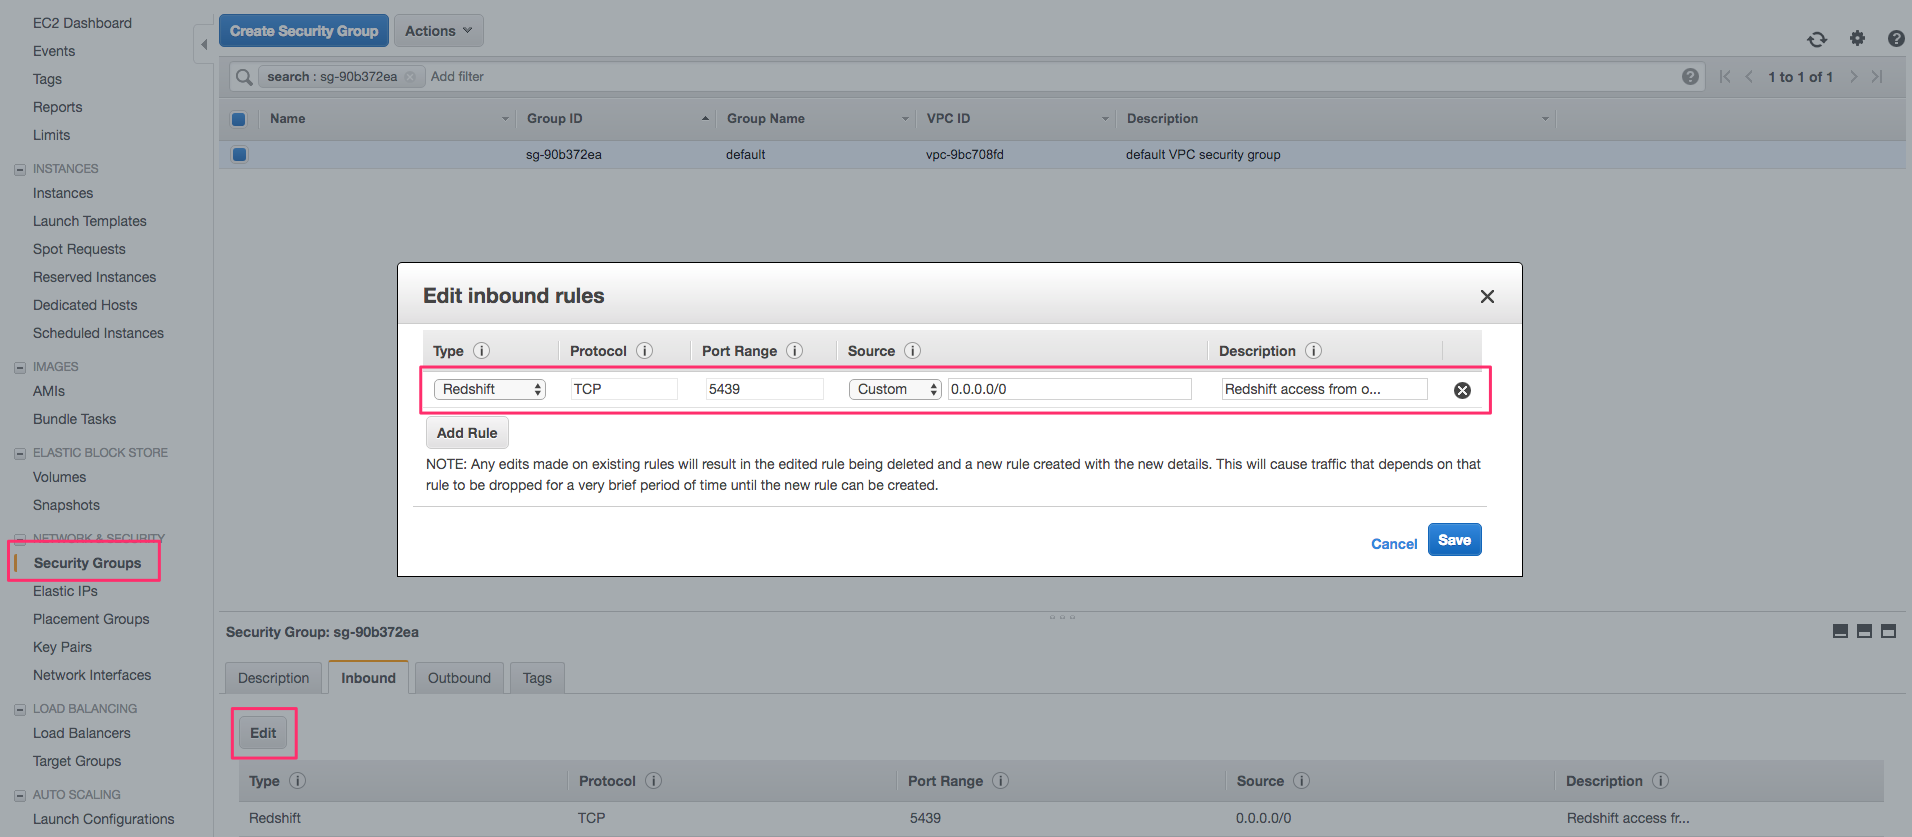 EC2 Dashboard
Events
Tags
Reports
Limits
INSTANCES
Instances
Launch Templates
Spot Requests
Reserved Instances
Dedicated Hosts
Scheduled Instances
IMAGES
AMIs
Bundle Tasks
ELASTIC BLOCK STORE
Volumes
Snapshots
NETWORK & SECURITY
Security Groups
Elastic IPs
Placement Groups
Key Pairs
Network Interfaces
LOAD BALANCING
Load Balancers
Target Groups
AUTO SCALING
Launch Configurations
Create Security Group Actions
search : sg-90b372ea Add filter 1 to 1 of 1
Name Group ID Group Name VPC ID Description
sg-90b372ea default vpc-9bc708fd default VPC security group
Edit inbound rules
Type Protocol Port Range Source Description
Redshift TCP 5439 Custom 0.0.0.0/0 Redshift access from o...
Add Rule
NOTE: Any edits made on existing rules will result in the edited rule being deleted and a new rule created with the new details. This will cause traffic that depends on that
rule to be dropped for a very brief period of time until the new rule can be created.
Cancel Save
Security Group: sg-90b372ea
Description Inbound Outbound Tags
Edit
Type Protocol Port Range Source Description
Redshift TCP 5439 0.0.0.0/0 Redshift access fr...